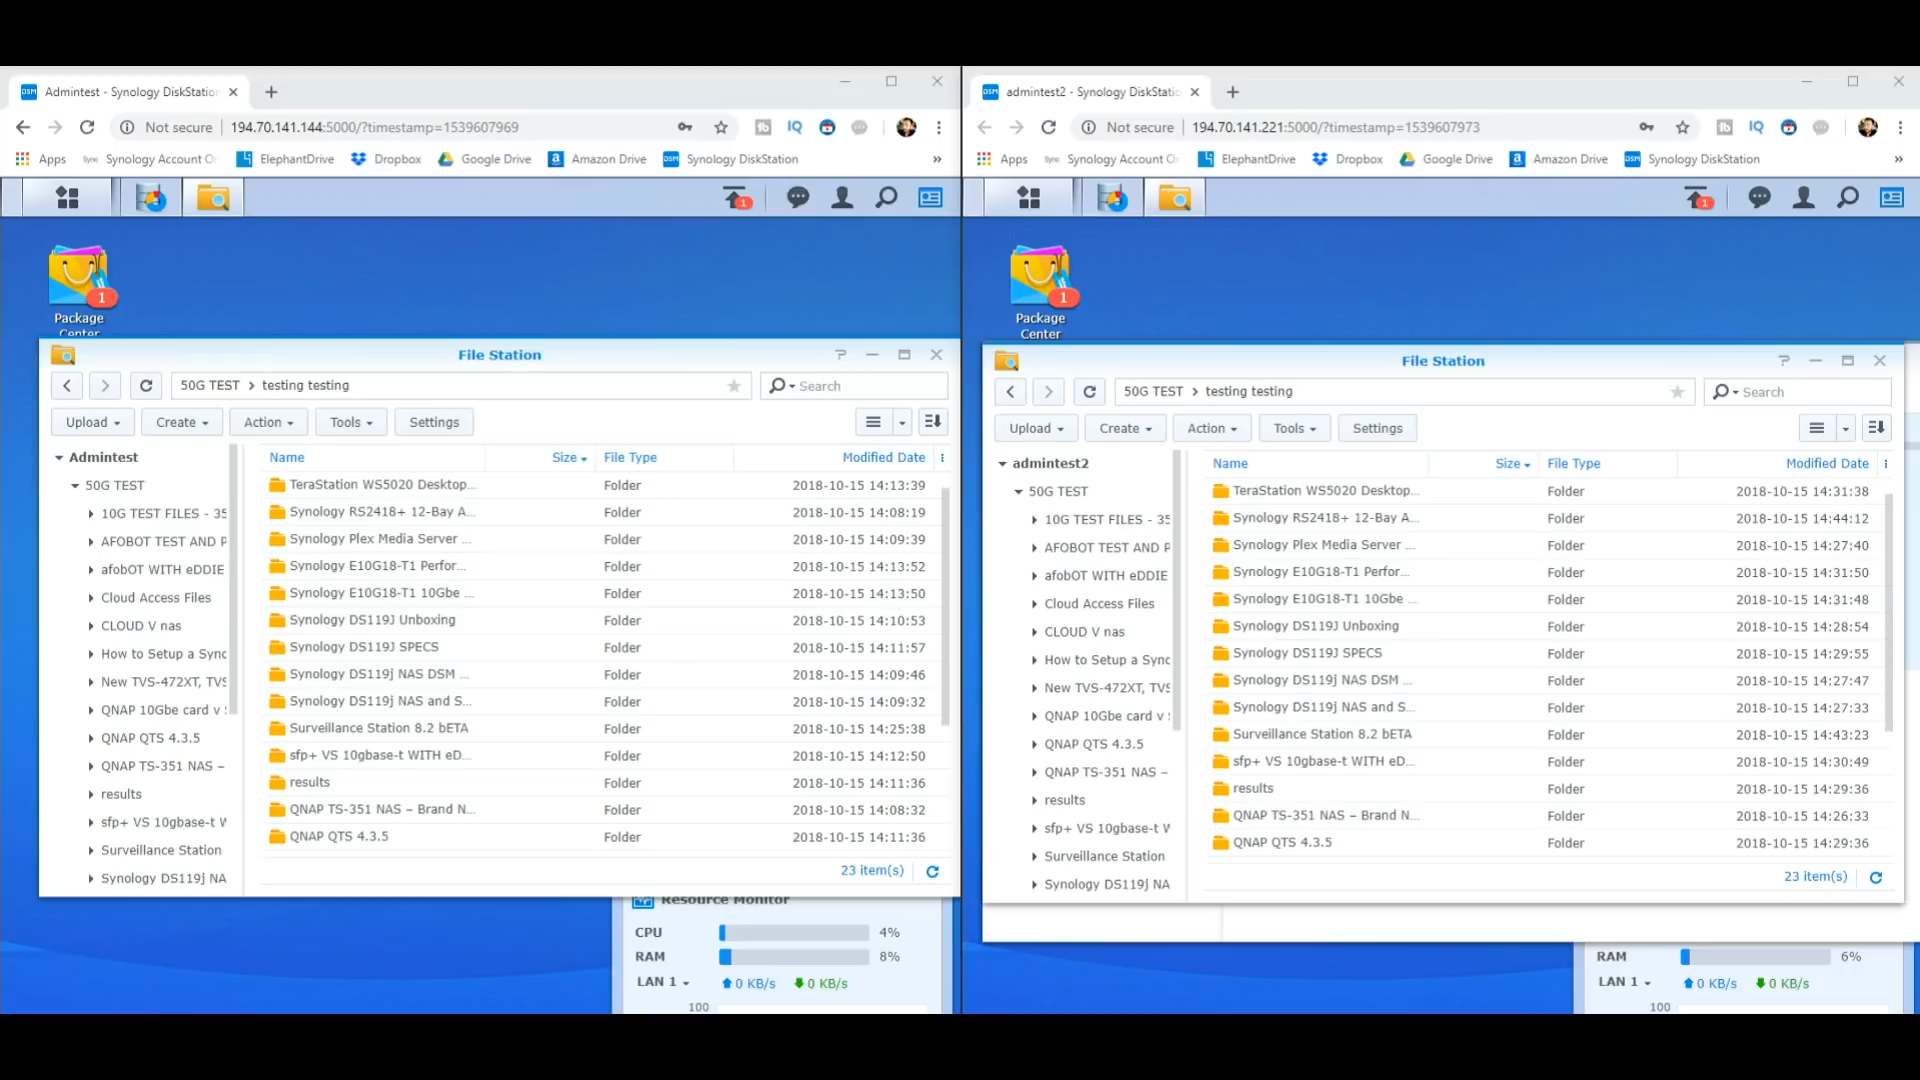 Admintest - Synology DiskStation
194.70.141.144:5000/?timestamp=1539607969
Not secure
Apps
Synology Account O
ElephantDrive
Dropbox
Google Drive
Amazon Drive
Synology DiskStation
1
1
Package
Center
File Station
50G TEST > testing testing
Search
Upload
Create
Action
Tools
Settings
Admintest
50G TEST
10G TEST FILES - 35
AFOBOT TEST AND P
afobOT WITH eDDIE
Cloud Access Files
CLOUD V nas
How to Setup a Sync
New TVS-472XT, TVS
QNAP 10Gbe card v
QNAP QTS 4.3.5
QNAP TS-351 NAS –
results
sfp+ VS 10gbase-t W
Surveillance Station
Synology DS119j NA
Name Size File Type Modified Date
TeraStation WS5020 Desktop... Folder 2018-10-15 14:13:39
Synology RS2418+ 12-Bay A... Folder 2018-10-15 14:08:19
Synology Plex Media Server ... Folder 2018-10-15 14:09:39
Synology E10G18-T1 Perfor... Folder 2018-10-15 14:13:52
Synology E10G18-T1 10Gbe ... Folder 2018-10-15 14:13:50
Synology DS119J Unboxing Folder 2018-10-15 14:10:53
Synology DS119J SPECS Folder 2018-10-15 14:11:57
Synology DS119j NAS DSM ... Folder 2018-10-15 14:09:46
Synology DS119j NAS and S... Folder 2018-10-15 14:09:32
Surveillance Station 8.2 bETA Folder 2018-10-15 14:25:38
sfp+ VS 10gbase-t WITH eD... Folder 2018-10-15 14:12:50
results Folder 2018-10-15 14:11:36
QNAP TS-351 NAS – Brand N... Folder 2018-10-15 14:08:32
QNAP QTS 4.3.5 Folder 2018-10-15 14:11:36
23 item(s)
Resource Monitor
CPU 4%
RAM 8%
LAN 1 0 KB/s 0 KB/s
100
admintest2 - Synology DiskStatio
Not secure
194.70.141.221:5000/?timestamp=1539607973
Apps
Synology Account O
ElephantDrive
Dropbox
Google Drive
Amazon Drive
Synology DiskStation
1
1
Package
Center
File Station
50G TEST > testing testing
Search
Upload
Create
Action
Tools
Settings
admintest2
50G TEST
10G TEST FILES - 35
AFOBOT TEST AND P
afobOT WITH eDDIE
Cloud Access Files
CLOUD V nas
How to Setup a Sync
New TVS-472XT, TVS
QNAP 10Gbe card v
QNAP QTS 4.3.5
QNAP TS-351 NAS –
results
sfp+ VS 10gbase-t W
Surveillance Station
Synology DS119j NA
Name Size File Type Modified Date
TeraStation WS5020 Desktop... Folder 2018-10-15 14:31:38
Synology RS2418+ 12-Bay A... Folder 2018-10-15 14:44:12
Synology Plex Media Server ... Folder 2018-10-15 14:27:40
Synology E10G18-T1 Perfor... Folder 2018-10-15 14:31:50
Synology E10G18-T1 10Gbe ... Folder 2018-10-15 14:31:48
Synology DS119J Unboxing Folder 2018-10-15 14:28:54
Synology DS119J SPECS Folder 2018-10-15 14:29:55
Synology DS119j NAS DSM ... Folder 2018-10-15 14:27:47
Synology DS119j NAS and S... Folder 2018-10-15 14:27:33
Surveillance Station 8.2 bETA Folder 2018-10-15 14:43:23
sfp+ VS 10gbase-t WITH eD... Folder 2018-10-15 14:30:49
results Folder 2018-10-15 14:29:36
QNAP TS-351 NAS – Brand N... Folder 2018-10-15 14:26:33
QNAP QTS 4.3.5 Folder 2018-10-15 14:29:36
23 item(s)
RAM 6%
LAN 1 0 KB/s 0 KB/s
100